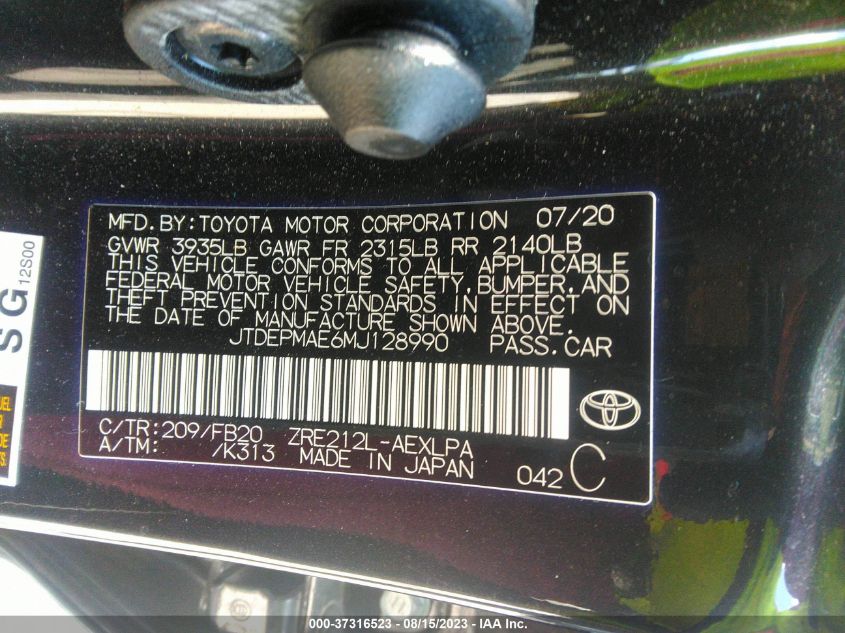 MFD.BY:TOYOTA MOTOR CORPORATION 07/20
GVWR 3935LB GAWR FR 2315LB RR 2140LB
THIS VEHICLE CONFORMS TO ALL APPLICABLE
FEDERAL MOTOR VEHICLE SAFETY,BUMPER,AND
THEFT PREVENTION STANDARDS IN EFFECT ON
THE DATE OF MANUFACTURE SHOWN ABOVE.
JTDEPMAE6MJ128990 PASS.CAR
C/TR:209/FB20 ZRE212L-AEXLPA
A/TM: /K313 MADE IN JAPAN 042 C
SG
12S00
000-37316523 - 08/15/2023 - IAA Inc.